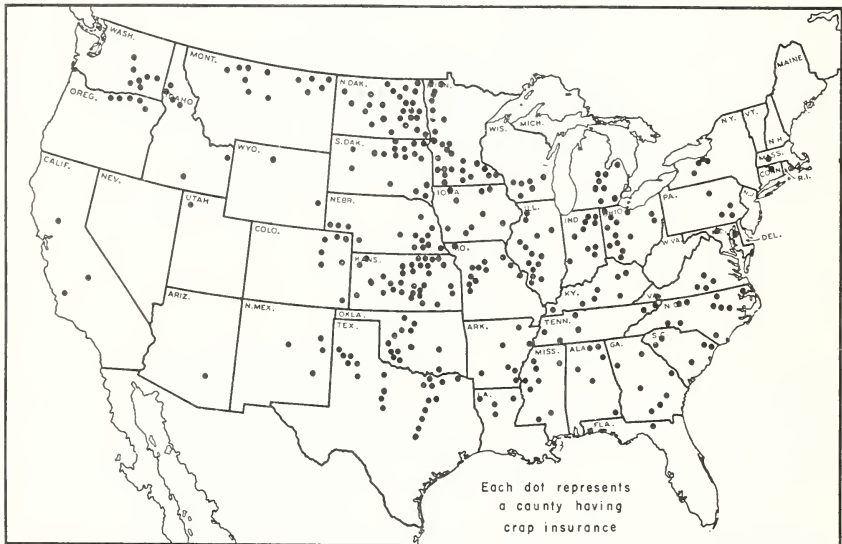 WASH.
MONT.
N.DAK.
MINN.
MAINE
OREG.
IDAHO
WIS.
MICH.
N.Y.
VT.
N.H.
S.DAK.
WYO.
MASS.
CONN.
R.I.
CALIF.
NEV.
UTAH
NEBR.
IOWA
PA.
N.J.
COLO.
ILL.
IND.
OHIO
W.VA.
DEL.
KANS.
MO.
KY.
VA.
ARIZ.
N.MEX.
OKLA.
TEX.
ARK.
TENN.
N.C.
S.C.
MISS.
ALA.
GA.
LA.
FLA.
Each dot represents
a county having
crap insurance